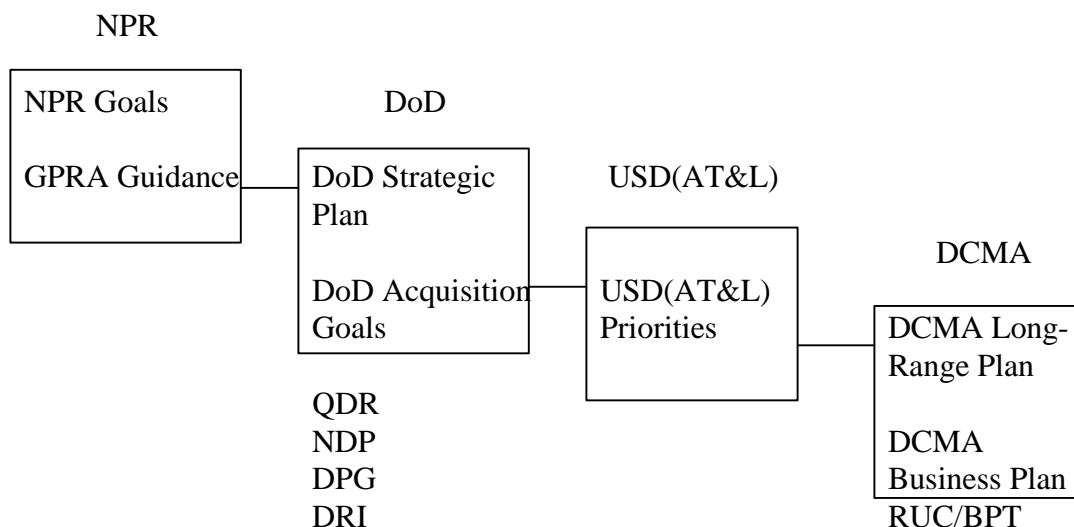 NPR
NPR Goals
GPRA Guidance
DoD
DoD Strategic
Plan
DoD Acquisition
Goals
QDR
NDP
DPG
DRI
USD(AT&L)
USD(AT&L)
Priorities
DCMA
DCMA Long-
Range Plan
DCMA
Business Plan
RUC/BPT